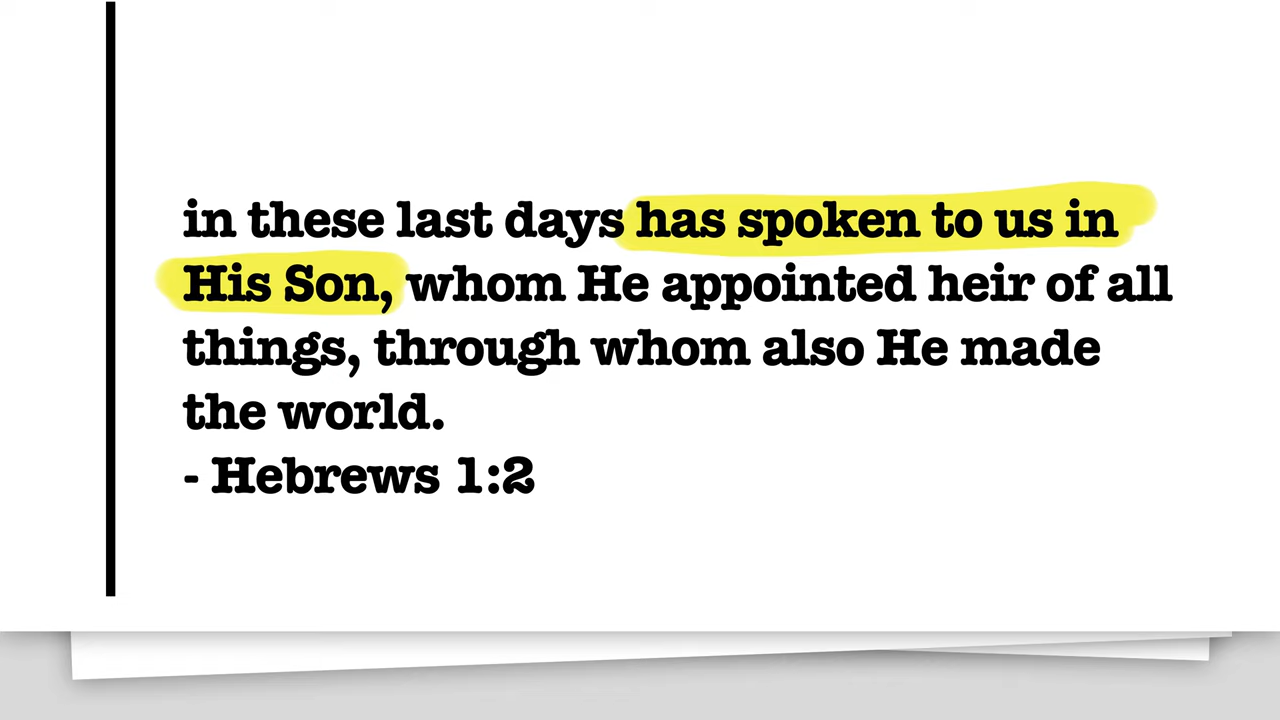 in these last days has spoken to us in
His Son, whom He appointed heir of all
things, through whom also He made
the world.
- Hebrews 1:2